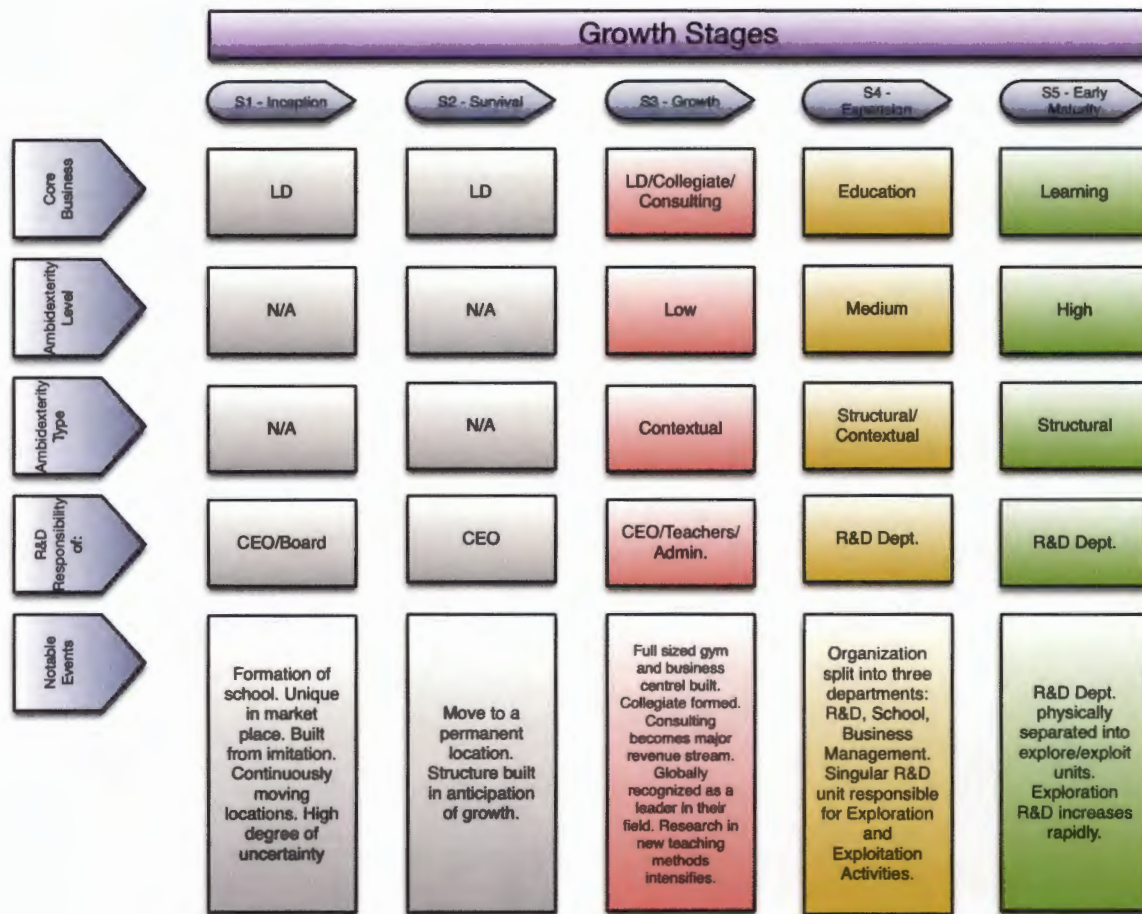 Growth Stages
S1 - Inception
S2 - Survival
S3 - Growth
S4 -
Expansion
S5 - Early
Maturity
Core
Business
LD
LD
LD/Collegiate/
Consulting
Education
Learning
Ambidexterity
Level
N/A
N/A
Low
Medium
High
Ambidexterity
Type
N/A
N/A
Contextual
Structural/
Contextual
Structural
R&D
Responsibility
of:
CEO/Board
CEO
CEO/Teachers/
Admin.
R&D Dept.
R&D Dept.
Notable
Events
Formation of
school. Unique
in market
place. Built
from imitation.
Continuously
moving
locations. High
degree of
uncertainty
Move to a
permanent
location.
Structure built
in anticipation
of growth.
Full sized gym
and business
centrel built.
Collegiate formed.
Consulting
becomes major
revenue stream.
Globally
recognized as a
leader in their
field. Research in
new teaching
methods
intensifies.
Organization
split into three
departments:
R&D, School,
Business
Management.
Singular R&D
unit responsible
for Exploration
and
Exploitation
Activities.
R&D Dept.
physically
separated into
explore/exploit
units.
Exploration
R&D increases
rapidly.